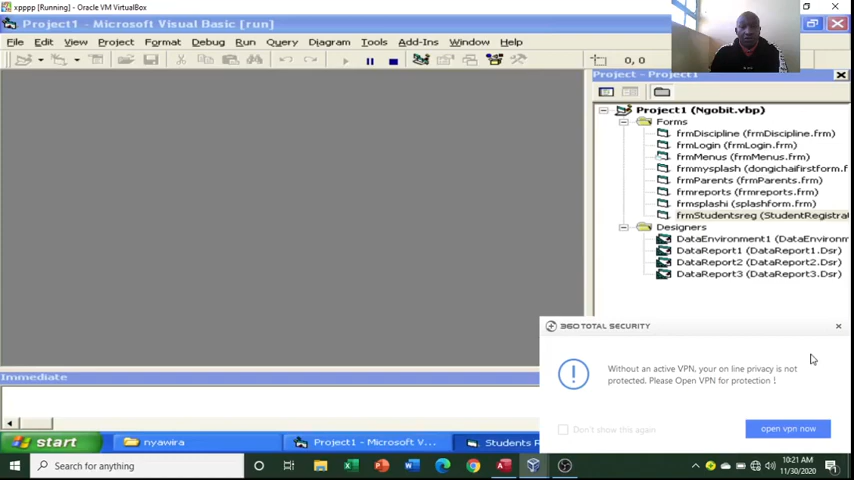 xpppp [Running] - Oracle VM VirtualBox
Project1 - Microsoft Visual Basic [run]
File Edit View Project Format Debug Run Query Diagram Tools Add-Ins Window Help
0, 0
Project - Project1
Project1 (Ngobit.vbp)
Forms
frmDiscipline (frmDiscipline.frm)
frmLogin (frmLogin.frm)
frmMenus (frmMenus.frm)
frmmysplash (dongichaifirstform.f
frmParents (frmParents.frm)
frmreports (frmreports.frm)
frmsplashi (splashform.frm)
frmStudentsreg (StudentRegistra
Designers
DataEnvironment1 (DataEnvironm
DataReport1 (DataReport1.Dsr)
DataReport2 (DataReport2.Dsr)
DataReport3 (DataReport3.Dsr)
360 TOTAL SECURITY
Without an active VPN, your on line privacy is not
protected. Please Open VPN for protection !
Don't show this again
open vpn now
Immediate
start
nyawira
Project1 - Microsoft V...
Students R
Search for anything
10:21 AM
11/30/2020